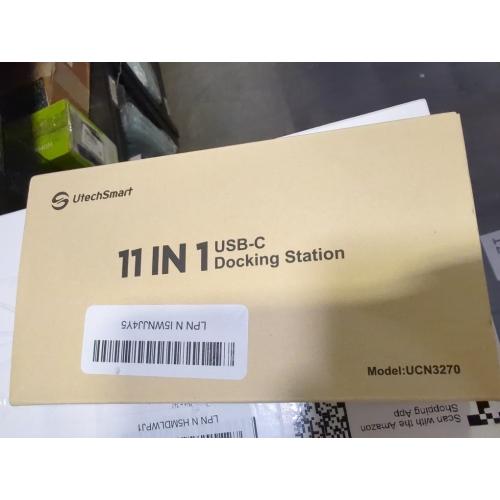 UtechSmart
11 IN 1 USB-C
Docking Station
LPN N I5WNJJ4Y5
Model:UCN3270
LPN N H5MDLWPJ1
Scan with the Amazon
Shopping App